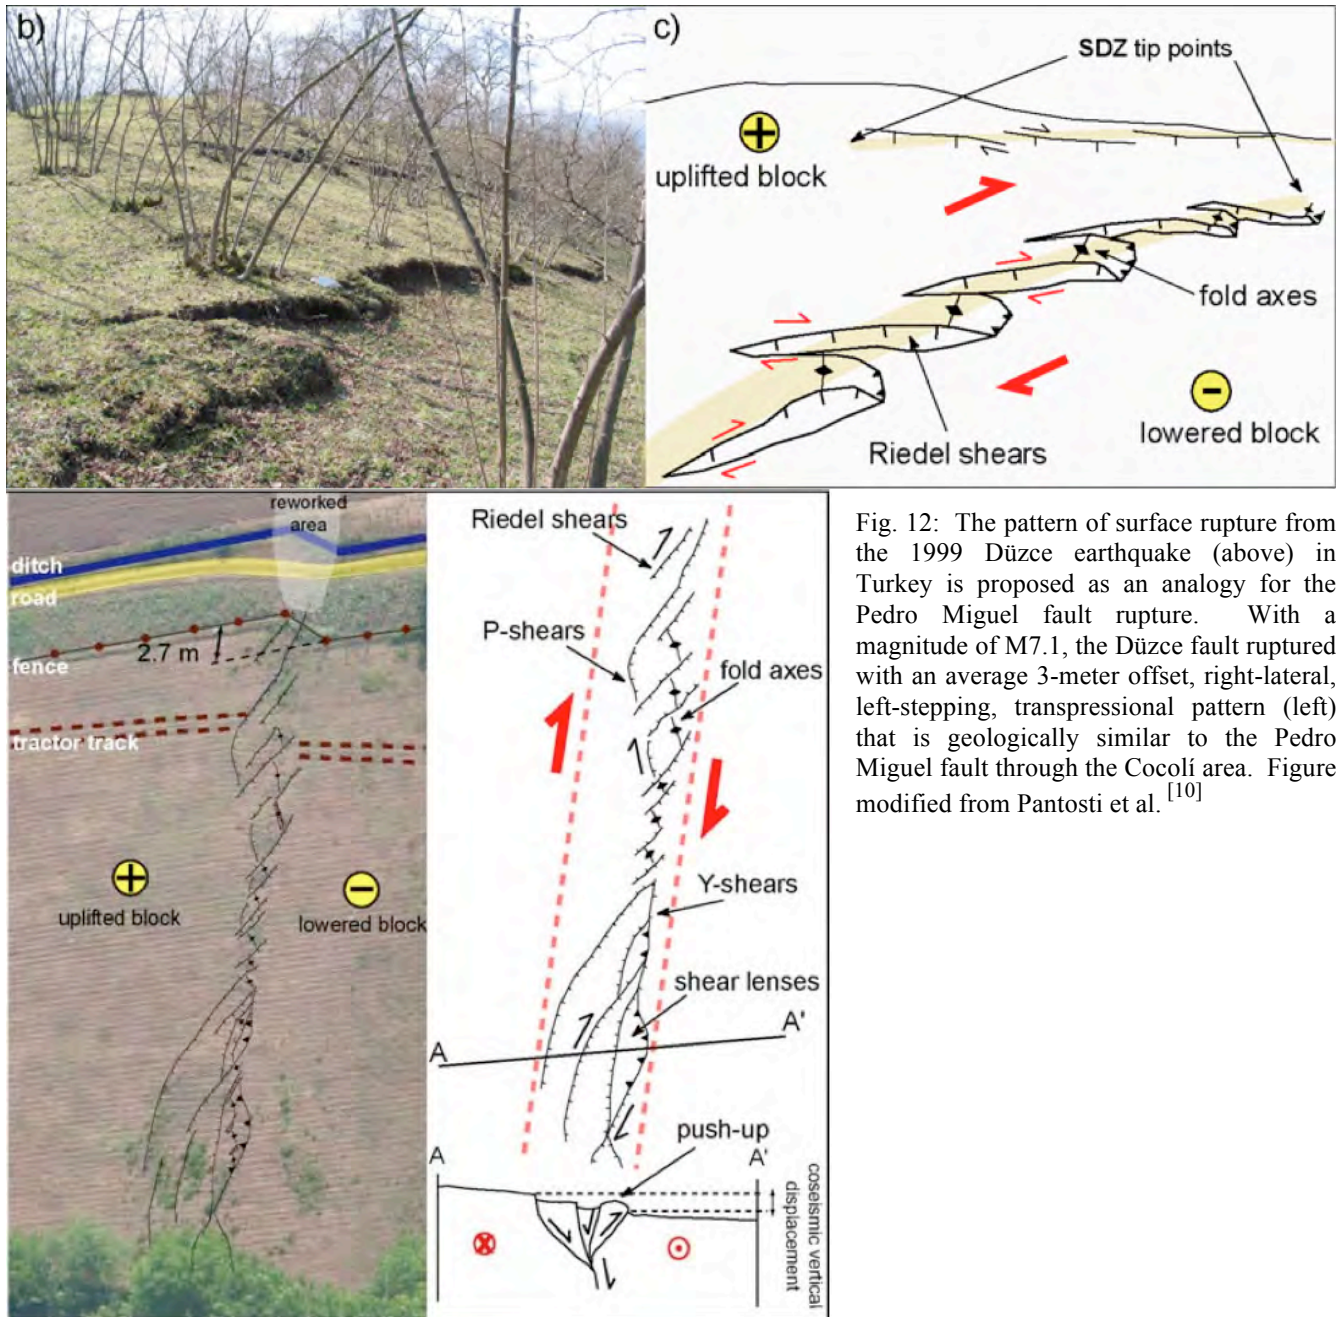 b)
c)
SDZ tip points
+
uplifted block
fold axes
-
lowered block
Riedel shears
reworked
area
ditch
road
2.7 m
fence
tractor track
+
uplifted block
-
lowered block
Riedel shears
P-shears
fold axes
Y-shears
shear lenses
A
A'
push-up
A
A'
coseismic vertical
displacement
Fig. 12: The pattern of surface rupture from
the 1999 Düzce earthquake (above) in
Turkey is proposed as an analogy for the
Pedro Miguel fault rupture. With a
magnitude of M7.1, the Düzce fault ruptured
with an average 3-meter offset, right-lateral,
left-stepping, transpressional pattern (left)
that is geologically similar to the Pedro
Miguel fault through the Cocolí area. Figure
modified from Pantosti et al. [10]